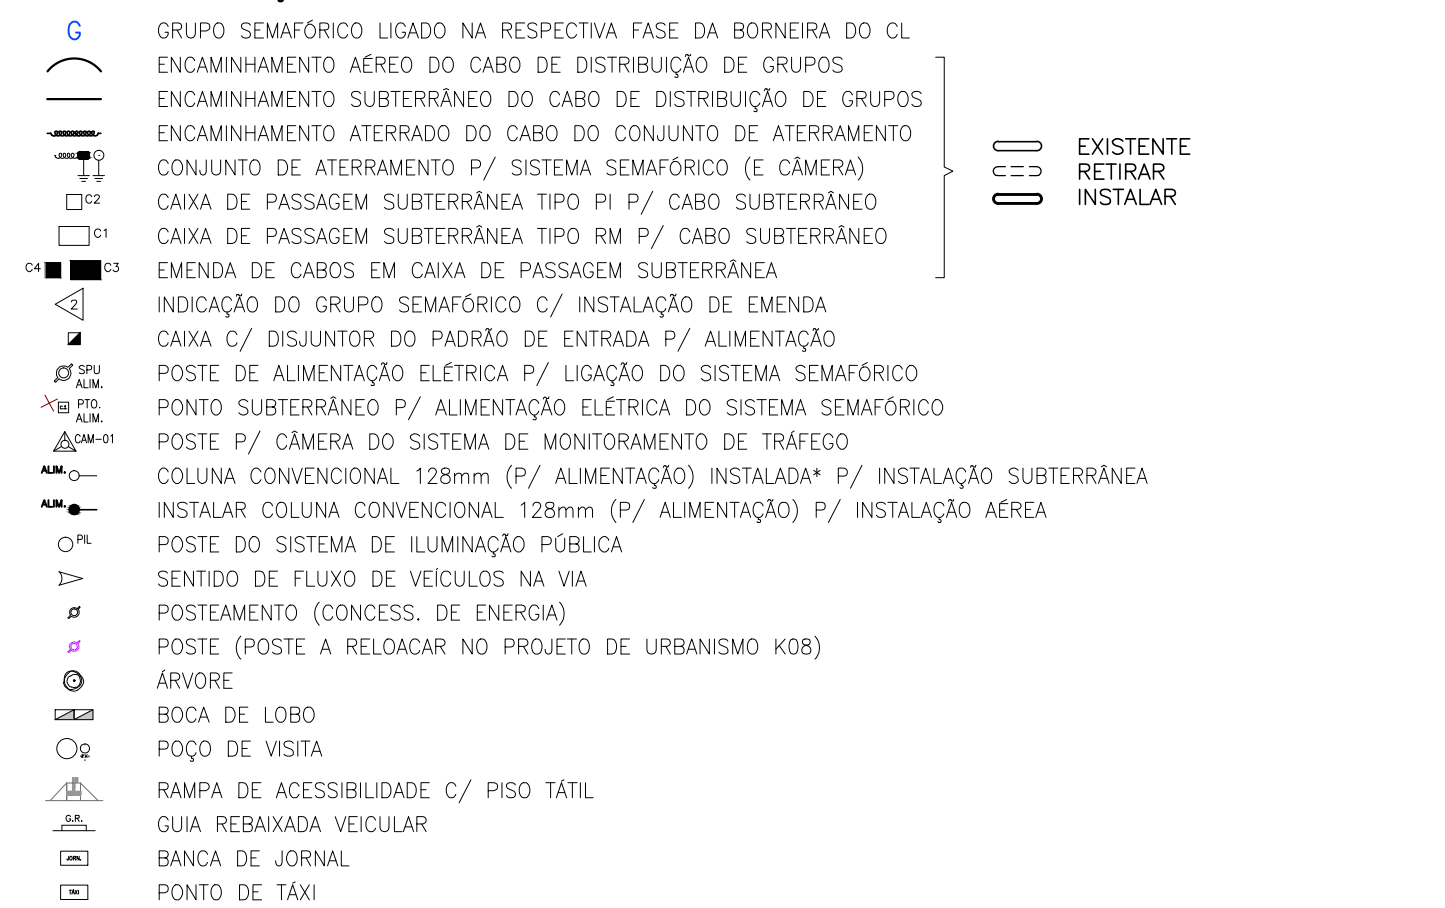 G GRUPO SEMAFÓRICO LIGADO NA RESPECTIVA FASE DA BORNEIRA DO CL
ENCAMINHAMENTO AÉREO DO CABO DE DISTRIBUIÇÃO DE GRUPOS
ENCAMINHAMENTO SUBTERRÂNEO DO CABO DE DISTRIBUIÇÃO DE GRUPOS
ENCAMINHAMENTO ATERRADO DO CABO DO CONJUNTO DE ATERRAMENTO
CONJUNTO DE ATERRAMENTO P/ SISTEMA SEMAFÓRICO (E CÂMERA)
C2 CAIXA DE PASSAGEM SUBTERRÂNEA TIPO PI P/ CABO SUBTERRÂNEO
C1 CAIXA DE PASSAGEM SUBTERRÂNEA TIPO RM P/ CABO SUBTERRÂNEO
C4 C3 EMENDA DE CABOS EM CAIXA DE PASSAGEM SUBTERRÂNEA
EXISTENTE
RETIRAR
INSTALAR
2 INDICAÇÃO DO GRUPO SEMAFÓRICO C/ INSTALAÇÃO DE EMENDA
CAIXA C/ DISJUNTOR DO PADRÃO DE ENTRADA P/ ALIMENTAÇÃO
SPU ALIM. POSTE DE ALIMENTAÇÃO ELÉTRICA P/ LIGAÇÃO DO SISTEMA SEMAFÓRICO
PTO. ALIM. PONTO SUBTERRÂNEO P/ ALIMENTAÇÃO ELÉTRICA DO SISTEMA SEMAFÓRICO
CAM-01 POSTE P/ CÂMERA DO SISTEMA DE MONITORAMENTO DE TRÁFEGO
ALIM. COLUNA CONVENCIONAL 128mm (P/ ALIMENTAÇÃO) INSTALADA* P/ INSTALAÇÃO SUBTERRÂNEA
ALIM. INSTALAR COLUNA CONVENCIONAL 128mm (P/ ALIMENTAÇÃO) P/ INSTALAÇÃO AÉREA
PIL POSTE DO SISTEMA DE ILUMINAÇÃO PÚBLICA
SENTIDO DE FLUXO DE VEÍCULOS NA VIA
POSTEAMENTO (CONCESS. DE ENERGIA)
POSTE (POSTE A RELOACAR NO PROJETO DE URBANISMO K08)
ÁRVORE
BOCA DE LOBO
POÇO DE VISITA
RAMPA DE ACESSIBILIDADE C/ PISO TÁTIL
G.R. GUIA REBAIXADA VEICULAR
JORN. BANCA DE JORNAL
TÁXI PONTO DE TÁXI